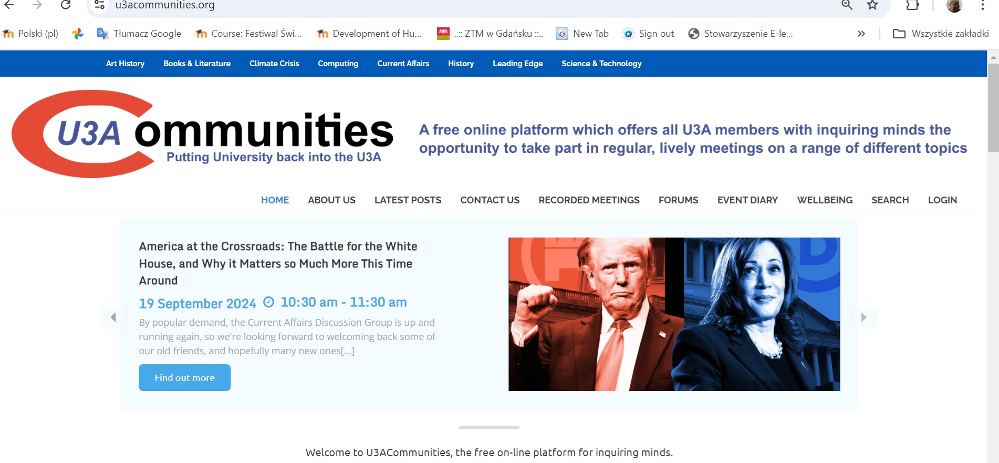 u3acommunities.org
Polski (pl) Tłumacz Google Course: Festiwal Świ... Development of Hu... ..:: ZTM w Gdańsku ::.. New Tab Sign out Stowarzyszenie E-le... » Wszystkie zakładki
Art History Books & Literature Climate Crisis Computing Current Affairs History Leading Edge Science & Technology
U3A Communities
Putting University back into the U3A
A free online platform which offers all U3A members with inquiring minds the
opportunity to take part in regular, lively meetings on a range of different topics
HOME ABOUT US LATEST POSTS CONTACT US RECORDED MEETINGS FORUMS EVENT DIARY WELLBEING SEARCH LOGIN
America at the Crossroads: The Battle for the White
House, and Why it Matters so Much More This Time
Around
19 September 2024 10:30 am - 11:30 am
By popular demand, the Current Affairs Discussion Group is up and
running again, so we're looking forward to welcoming back some of
our old friends, and hopefully many new ones[...]
Find out more
Welcome to U3ACommunities, the free on-line platform for inquiring minds.